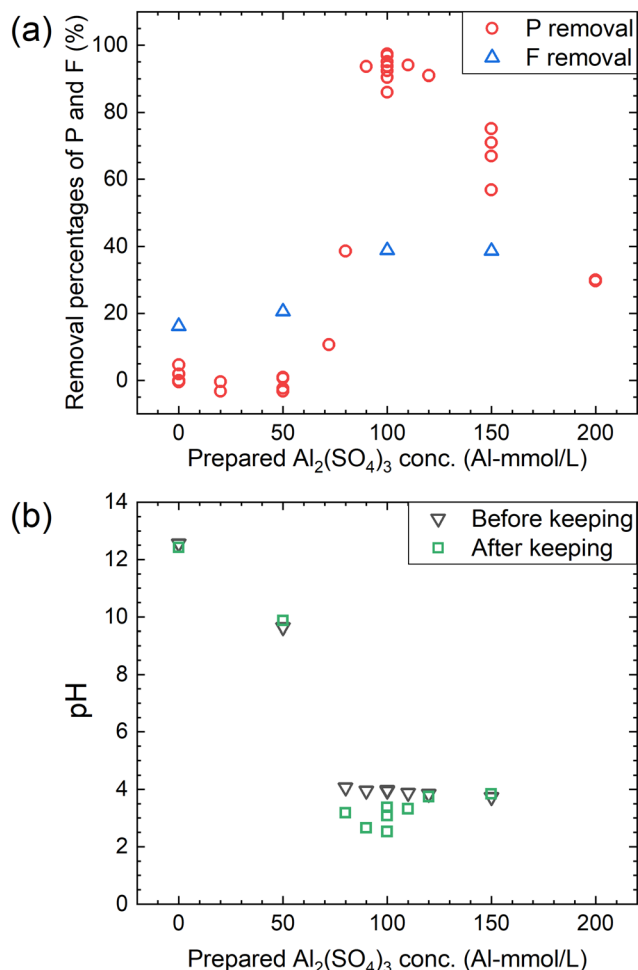 (a)
Removal percentages of P and F (%)
100
80
60
40
20
0
P removal
F removal
0 50 100 150 200
Prepared Al₂(SO₄)₃ conc. (Al-mmol/L)
(b)
pH
14
12
10
8
6
4
2
0
Before keeping
After keeping
0 50 100 150 200
Prepared Al₂(SO₄)₃ conc. (Al-mmol/L)